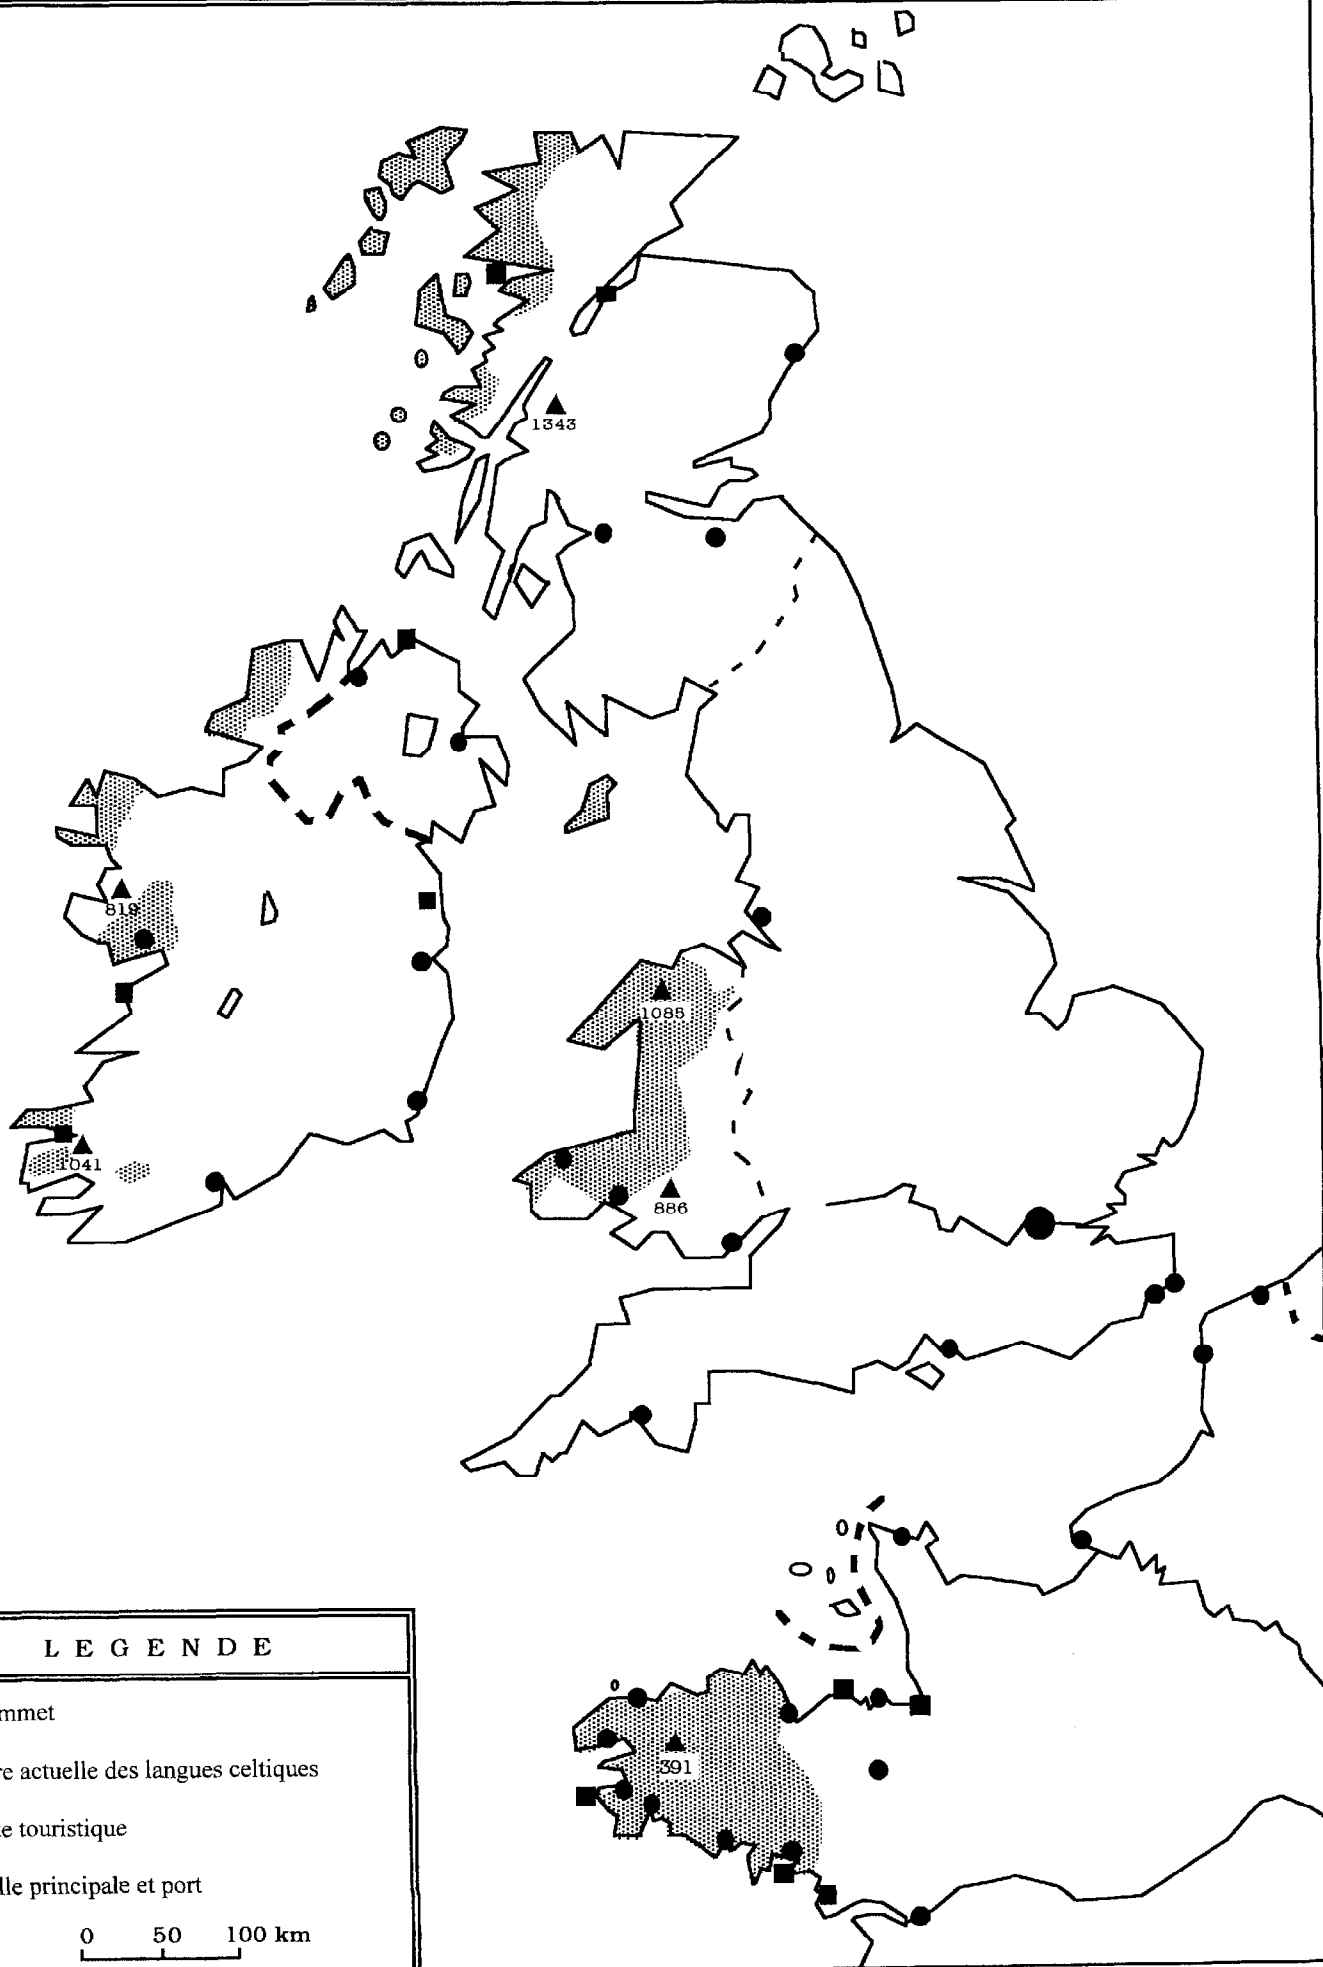 1343
819
1085
1041
886
391
L E G E N D E
mmet
re actuelle des langues celtiques
e touristique
lle principale et port
0 50 100 km